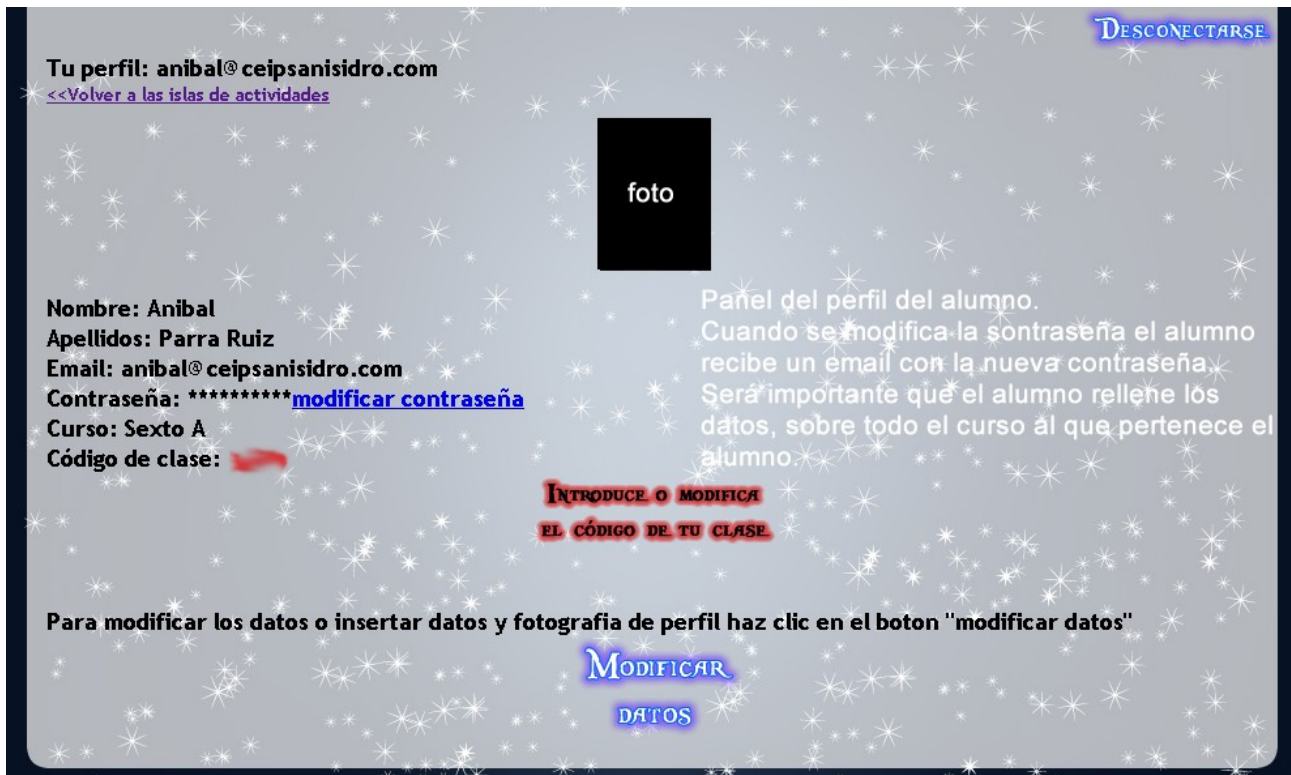 Desconectarse
Tu perfil: anibal@ceipsanisidro.com
<<Volver a las islas de actividades
foto
Nombre: Anibal
Apellidos: Parra Ruiz
Email: anibal@ceipsanisidro.com
Contraseña: **********modificar contraseña
Curso: Sexto A
Código de clase:
Panel del perfil del alumno.
Cuando se modifica la sontraseña el alumno
recibe un email con la nueva contraseña.
Será importante que el alumno rellene los
datos, sobre todo el curso al que pertenece el
alumno.
Introduce o modifica
el código de tu clase
Para modificar los datos o insertar datos y fotografia de perfil haz clic en el boton "modificar datos"
Modificar
datos